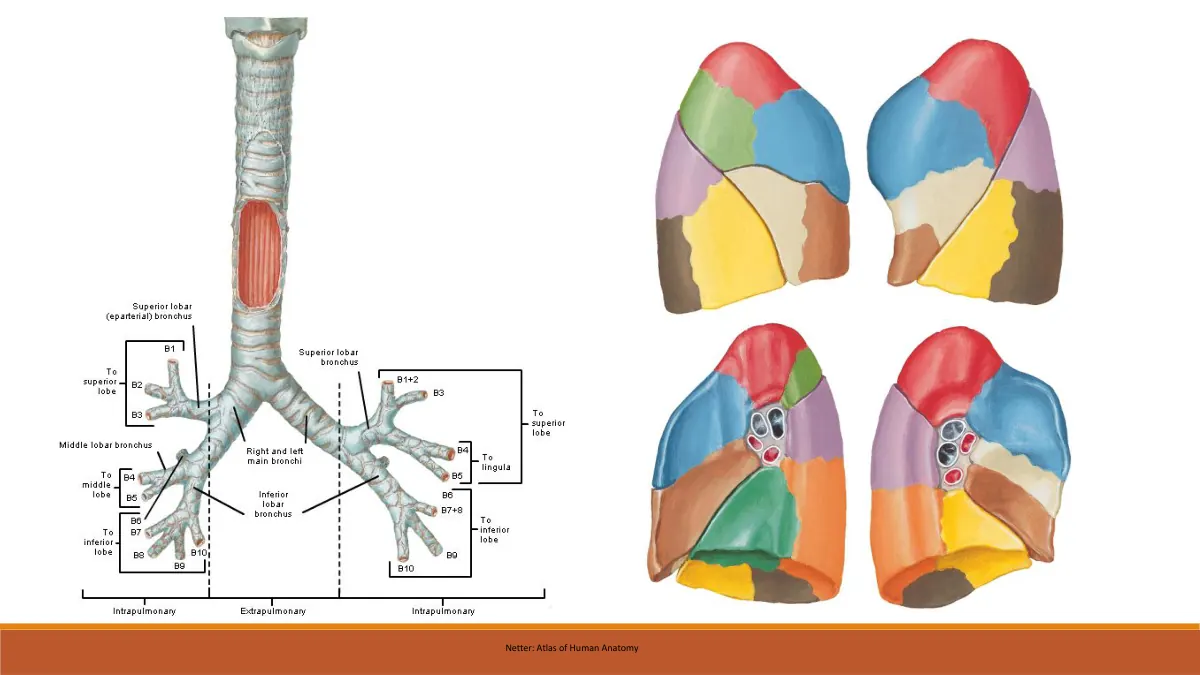 Superior lobar
(eparterial) bronchus
B1
To
superior
lobe
B2
B3
Middle lobar bronchus
To
middle
lobe
B4
B5
To
inferior
lobe
B6
B7
B8
B9
B10
Right and left
main bronchi
Inferior
lobar
bronchus
Superior lobar
bronchus
B1+2
B3
To
superior
lobe
B4
To
lingula
B5
B6
B7+8
To
inferior
lobe
B9
B10
Intrapulmonary
Extrapulmonary
Intrapulmonary
Netter: Atlas of Human Anatomy